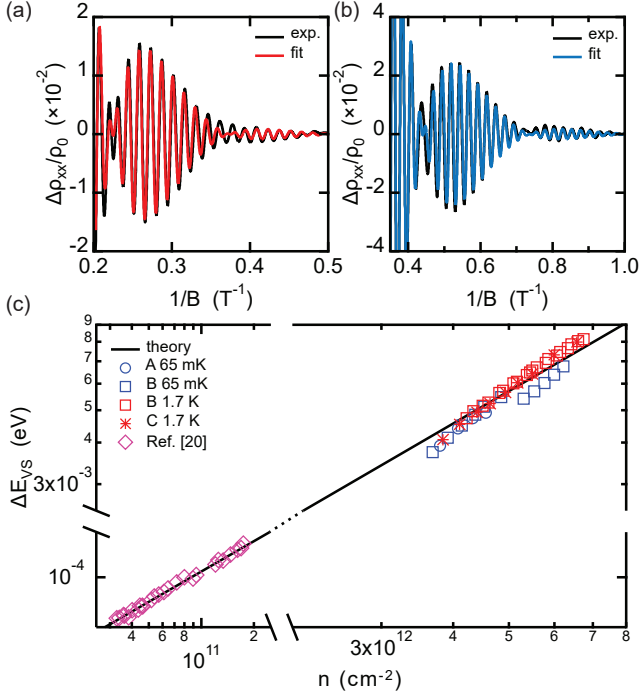 (a)
exp.
fit
2
1
0
-1
-2
Δρxx/ρ0 (×10-2)
0.2 0.3 0.4 0.5
1/B (T-1)
(b)
exp.
fit
4
2
0
-2
-4
Δρxx/ρ0 (×10-2)
0.4 0.6 0.8 1.0
1/B (T-1)
(c)
theory
A 65 mK
B 65 mK
B 1.7 K
C 1.7 K
Ref. [20]
9
8
7
6
5
4
3x10-3
10-4
ΔEVS (eV)
4 6 8 2 4 5 6 7 8
1011 3x1012
n (cm-2)